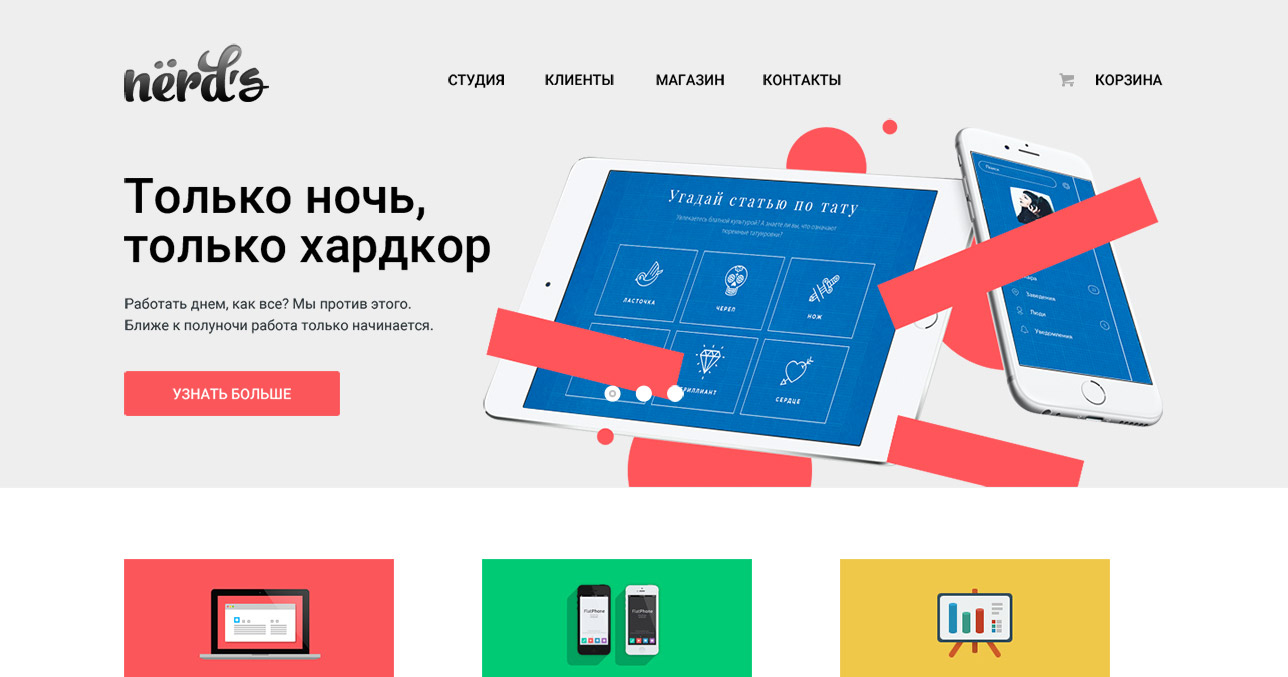 nërd's
СТУДИЯ КЛИЕНТЫ МАГАЗИН КОНТАКТЫ КОРЗИНА
Только ночь,
только хардкор
Работать днем, как все? Мы против этого.
Ближе к полуночи работа только начинается.
УЗНАТЬ БОЛЬШЕ
Угадай статью по тату
Увлекаетесь блатной культурой? А знаете ли вы, что означают
тюремные татуировки?
ЛАСТОЧКА
ЧЕРЕП
НОЖ
СЕРДЦЕ
Поиск
Заведения
Люди
Уведомления
FlatPhone
FlatPhone